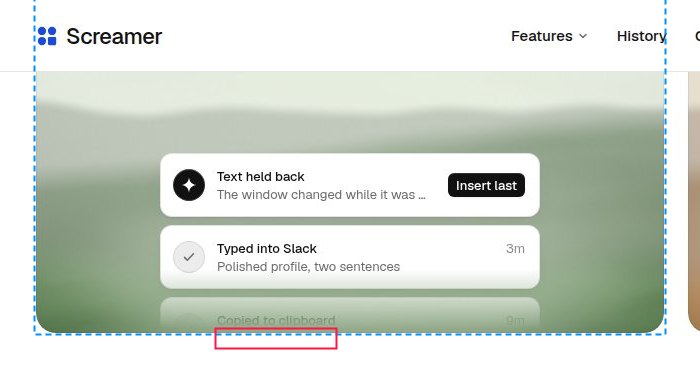 Screamer
Features
History
Text held back
The window changed while it was …
Insert last
Typed into Slack
3m
Polished profile, two sentences
Copied to clipboard
9m